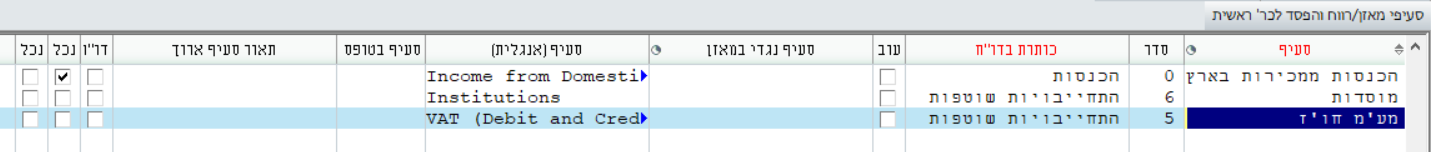 סעיפי מאזן/רווח והפסד לכר' ראשית
סעיף סדר כותרת בדו"ח עוב סעיף נגדי במאזן סעיף (אנגלית) סעיף בטופס תאור סעיף ארוך דו"ו נכל נכל
הכנסות ממכירות בארץ 0 הכנסות Income from Domesti
מוסדות 6 התחייבויות שוטפות Institutions
מע'מ חו'ז 5 התחייבויות שוטפות VAT (Debit and Cred